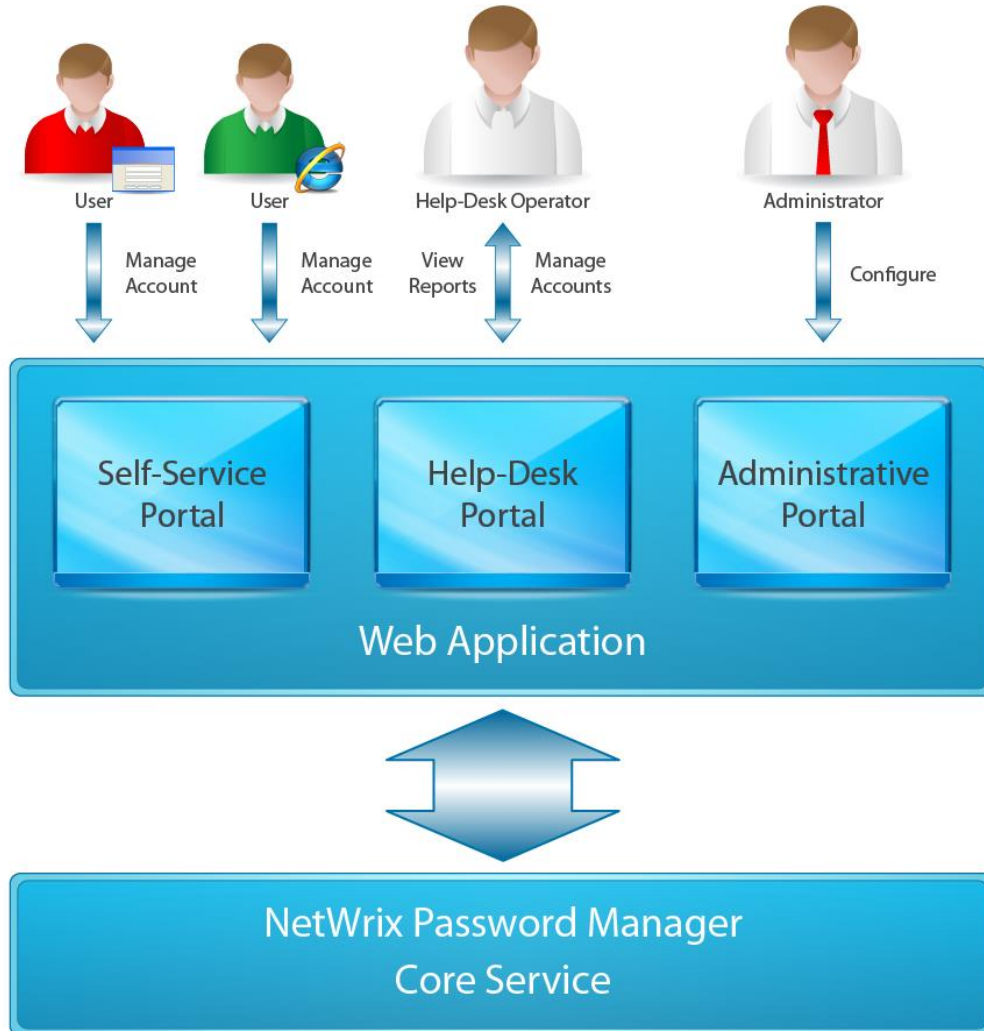 User
User
Help-Desk Operator
Administrator
Manage
Account
Manage
Account
View
Reports
Manage
Accounts
Configure
Self-Service
Portal
Help-Desk
Portal
Administrative
Portal
Web Application
NetWrix Password Manager
Core Service